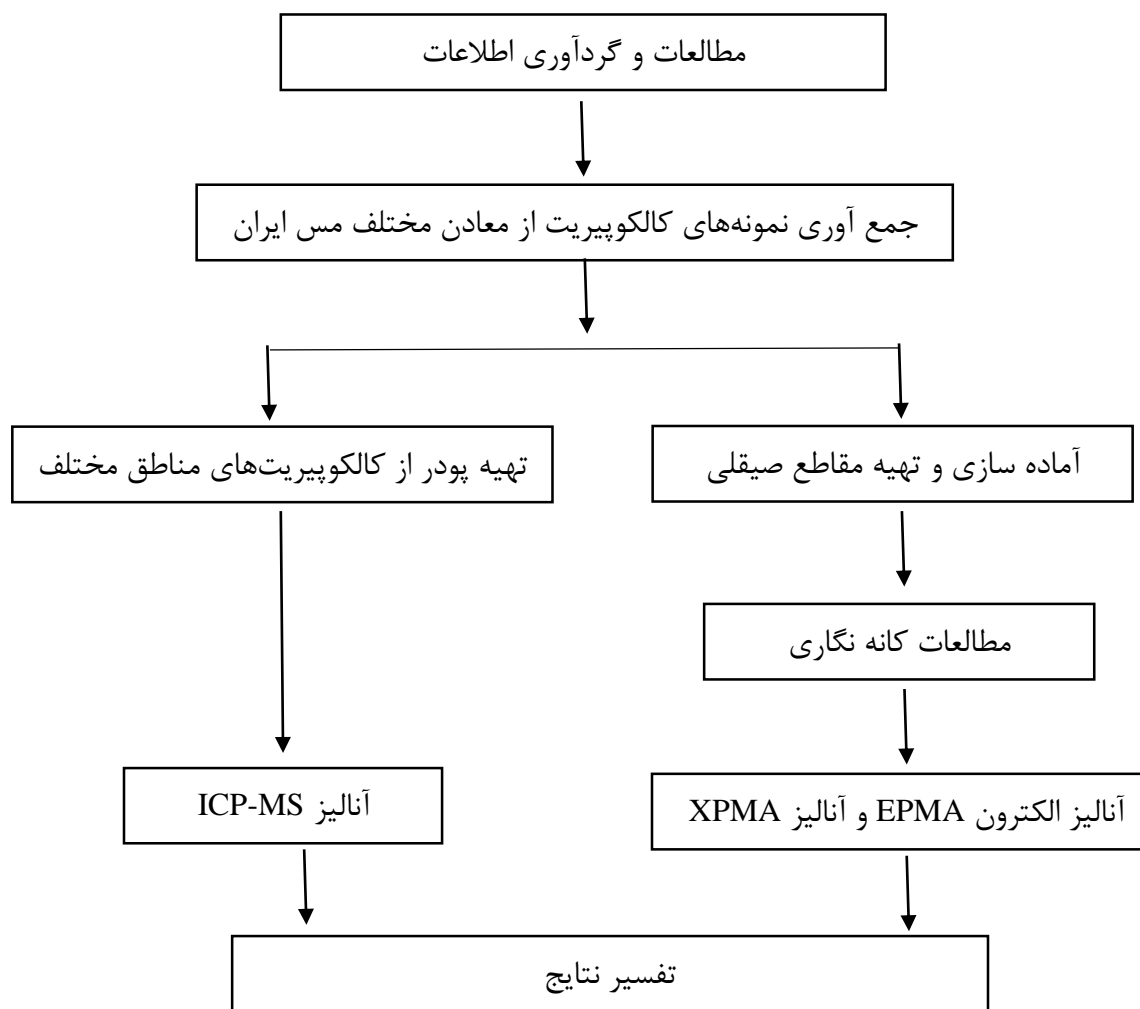 مطالعات و گردآوری اطلاعات
جمع آوری نمونه‌های کالکوپیریت از معادن مختلف مس ایران
آماده سازی و تهیه مقاطع صیقلی
تهیه پودر از کالکوپیریت‌های مناطق مختلف
مطالعات کانه نگاری
آنالیز الکترون EPMA و آنالیز XPMA
آنالیز ICP-MS
تفسیر نتایج